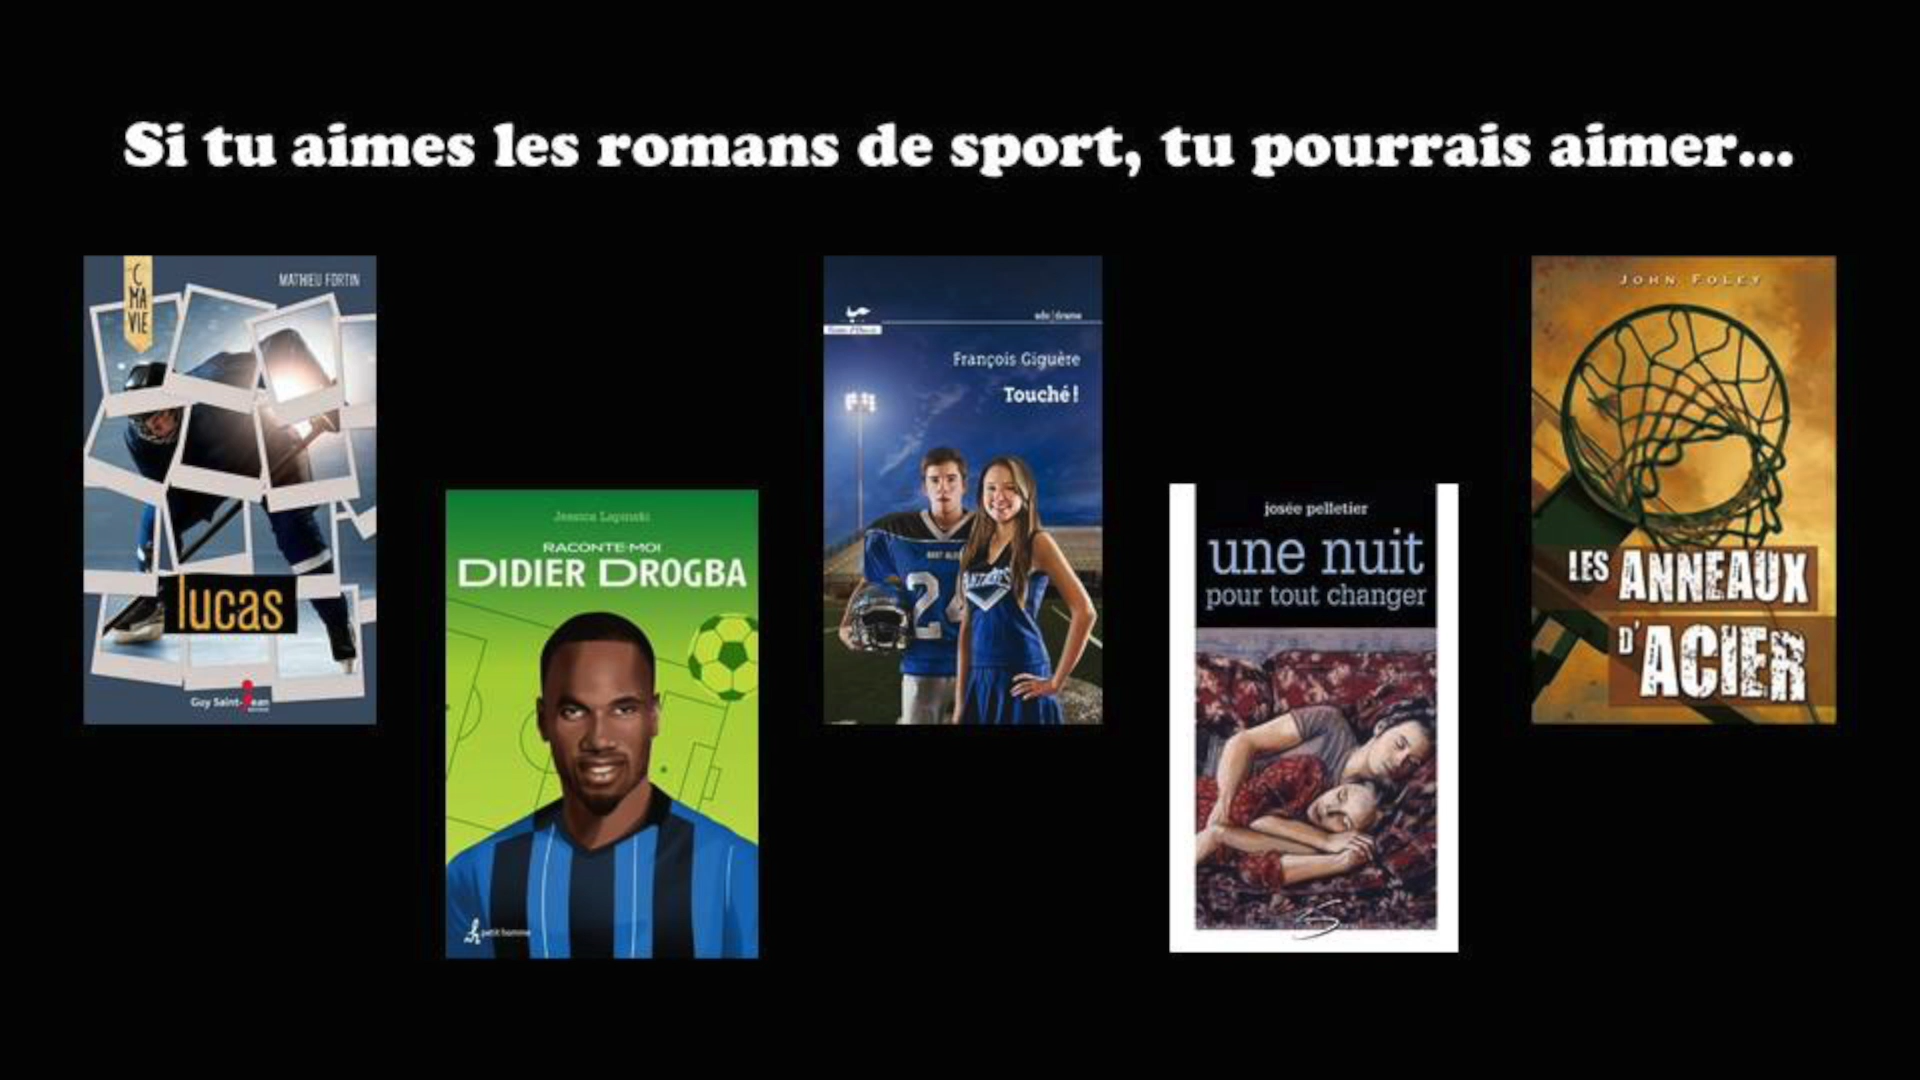 Si tu aimes les romans de sport, tu pourrais aimer...
C
MA
VIE
MATHIEU FORTIN
lucas
Guy Saint-Jean
Jessica Lapinski
RACONTE-MOI
DIDIER DROGBA
petit homme
ado|drame
François Giguère
Touché!
24
josée pelletier
une nuit
pour tout changer
JOHN FOLEY
LES ANNEAUX
D'ACIER